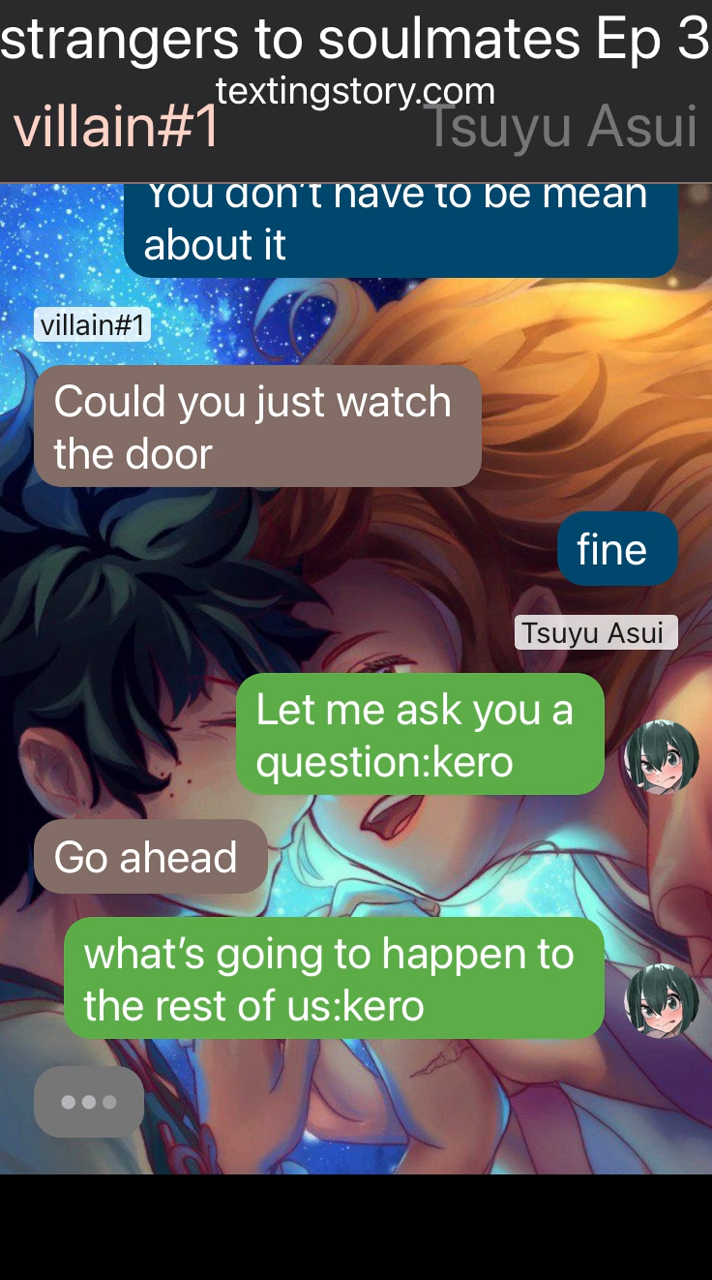 strangers to soulmates Ep 3
textingstory.com
villain#1
Tsuyu Asui
You don't have to be mean
about it
villain#1
Could you just watch
the door
fine
Tsuyu Asui
Let me ask you a
question:kero
Go ahead
what’s going to happen to
the rest of us:kero